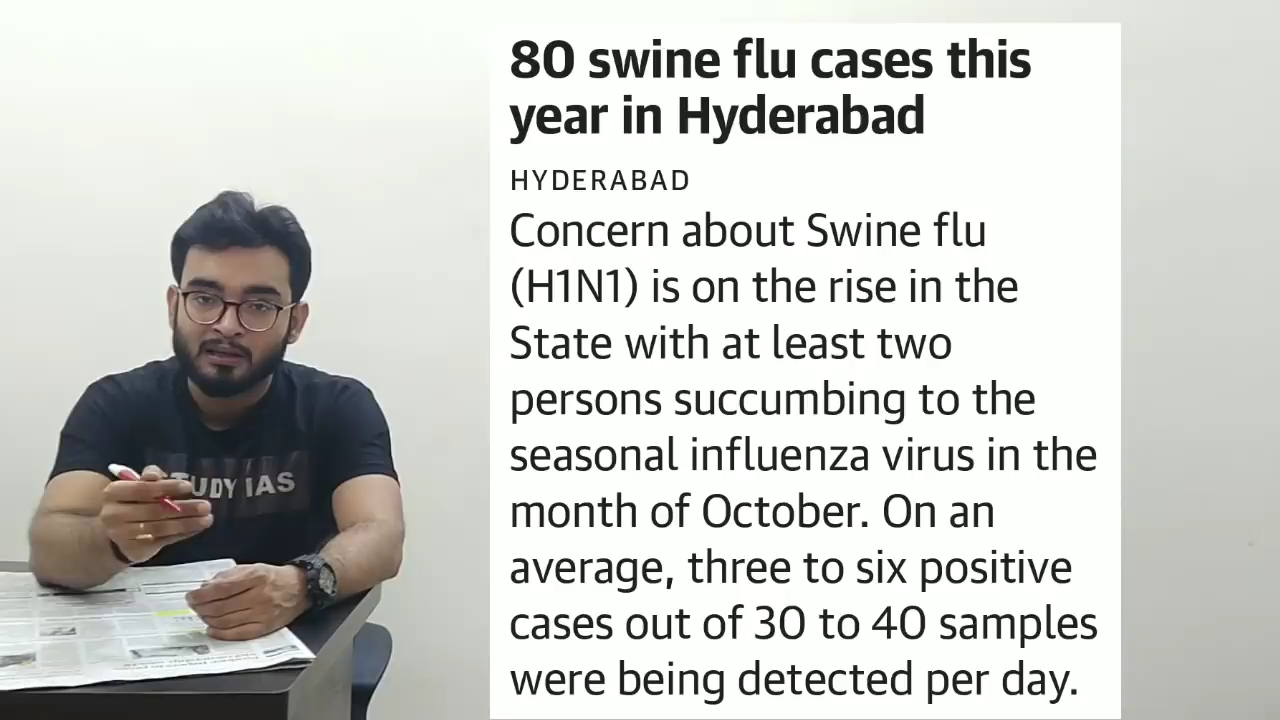 80 swine flu cases this
year in Hyderabad
HYDERABAD
Concern about Swine flu
(H1N1) is on the rise in the
State with at least two
persons succumbing to the
seasonal influenza virus in the
month of October. On an
average, three to six positive
cases out of 30 to 40 samples
were being detected per day.
STUDY IAS